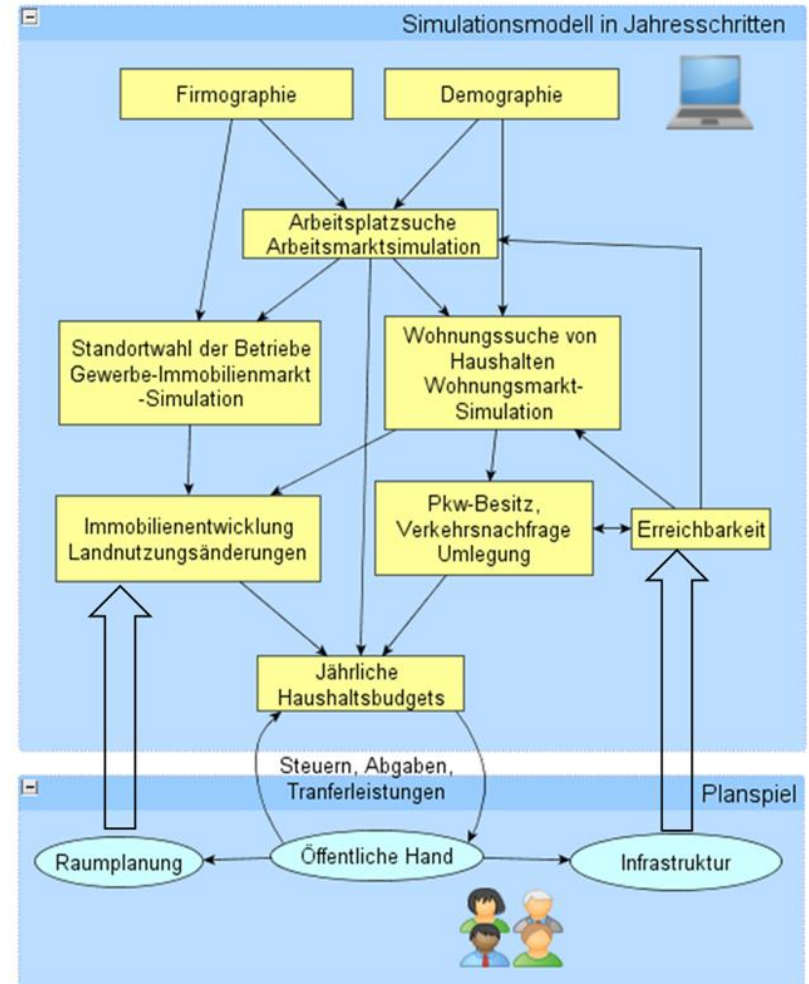 Simulationsmodell in Jahresschritten
Firmographie
Demographie
Arbeitsplatzsuche
Arbeitsmarktsimulation
Standortwahl der Betriebe
Gewerbe-Immobilienmarkt
-Simulation
Wohnungssuche von
Haushalten
Wohnungsmarkt-
Simulation
Immobilienentwicklung
Landnutzungsänderungen
Pkw-Besitz,
Verkehrsnachfrage
Umlegung
Erreichbarkeit
Jährliche
Haushaltsbudgets
Steuern, Abgaben,
Tranferleistungen
Planspiel
Raumplanung
Öffentliche Hand
Infrastruktur